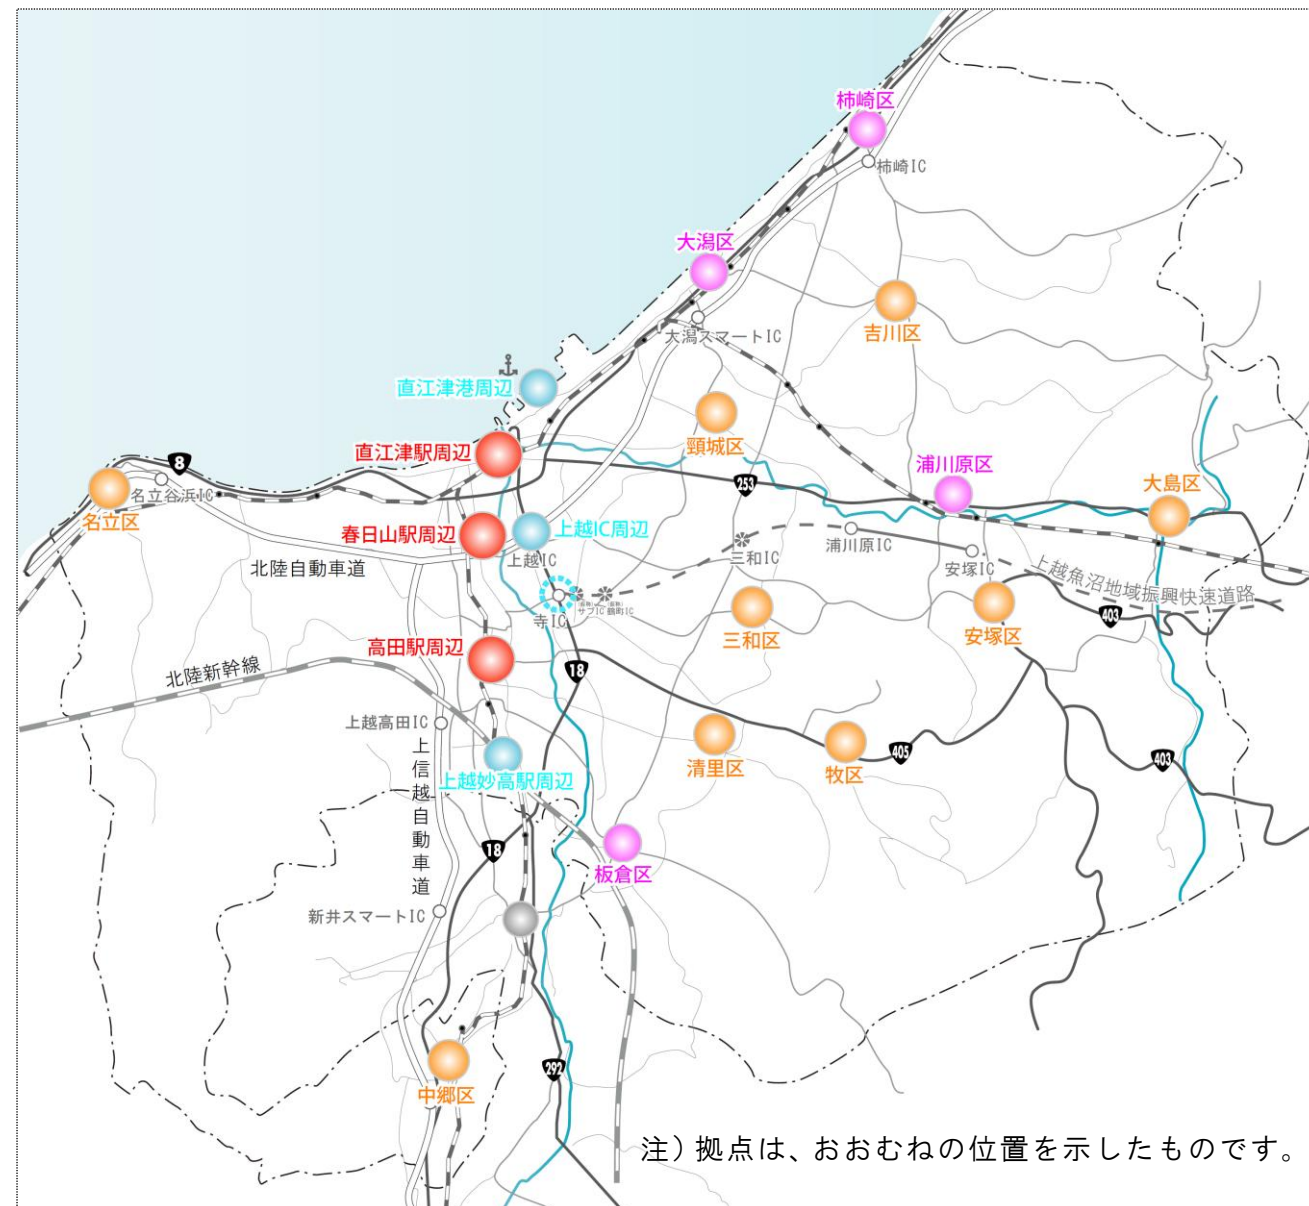 柿崎区
柿崎IC
大潟区
大潟スマートIC
吉川区
直江津港周辺
頸城区
直江津駅周辺
8
名立谷浜IC
名立区
253
浦川原区
大島区
春日山駅周辺
上越IC周辺
上越IC
北陸自動車道
三和IC
浦川原IC
安塚IC
上越魚沼地域振興快速道路
寺IC
サブIC
鶴町IC
三和区
安塚区
403
高田駅周辺
18
北陸新幹線
上越高田IC
上信越自動車道
上越妙高駅周辺
清里区
牧区
405
403
18
板倉区
新井スマートIC
中郷区
292
注）拠点は、おおむねの位置を示したものです。